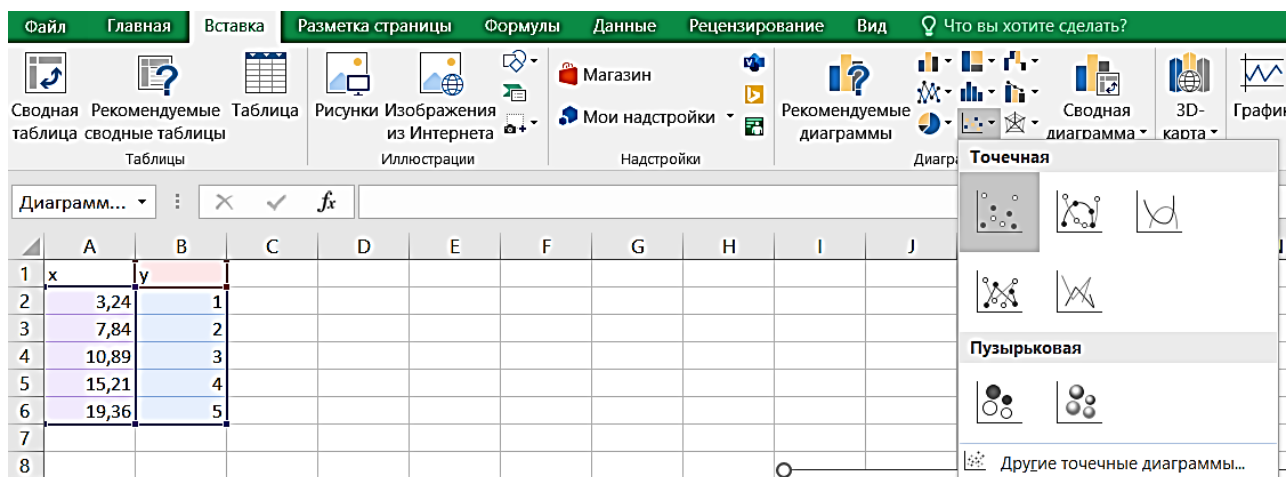 Файл Главная Вставка Разметка страницы Формулы Данные Рецензирование Вид Что вы хотите сделать?
Сводная таблица
Рекомендуемые сводные таблицы
Таблица
Рисунки
Изображения из Интернета
Магазин
Мои надстройки
Рекомендуемые диаграммы
Сводная диаграмма
3D-карта
Таблицы Иллюстрации Надстройки
Точечная
Диаграмм... fx
A B C D E F G H I J
1 x y
2 3,24 1
3 7,84 2
4 10,89 3
5 15,21 4
6 19,36 5
7
8
Пузырьковая
Другие точечные диаграммы...